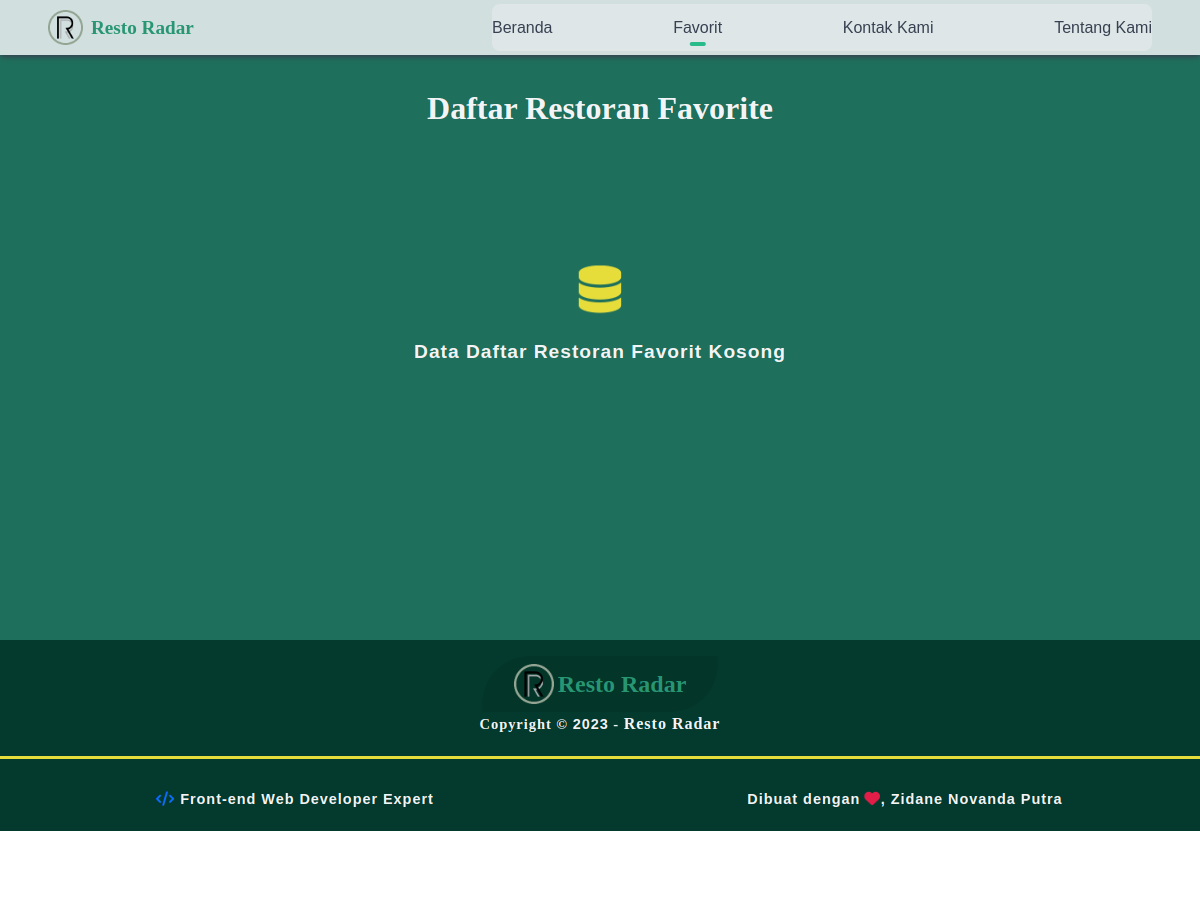 Resto Radar
Beranda Favorit Kontak Kami Tentang Kami
Daftar Restoran Favorite
Data Daftar Restoran Favorit Kosong
Resto Radar
Copyright © 2023 - Resto Radar
Front-end Web Developer Expert
Dibuat dengan ❤, Zidane Novanda Putra